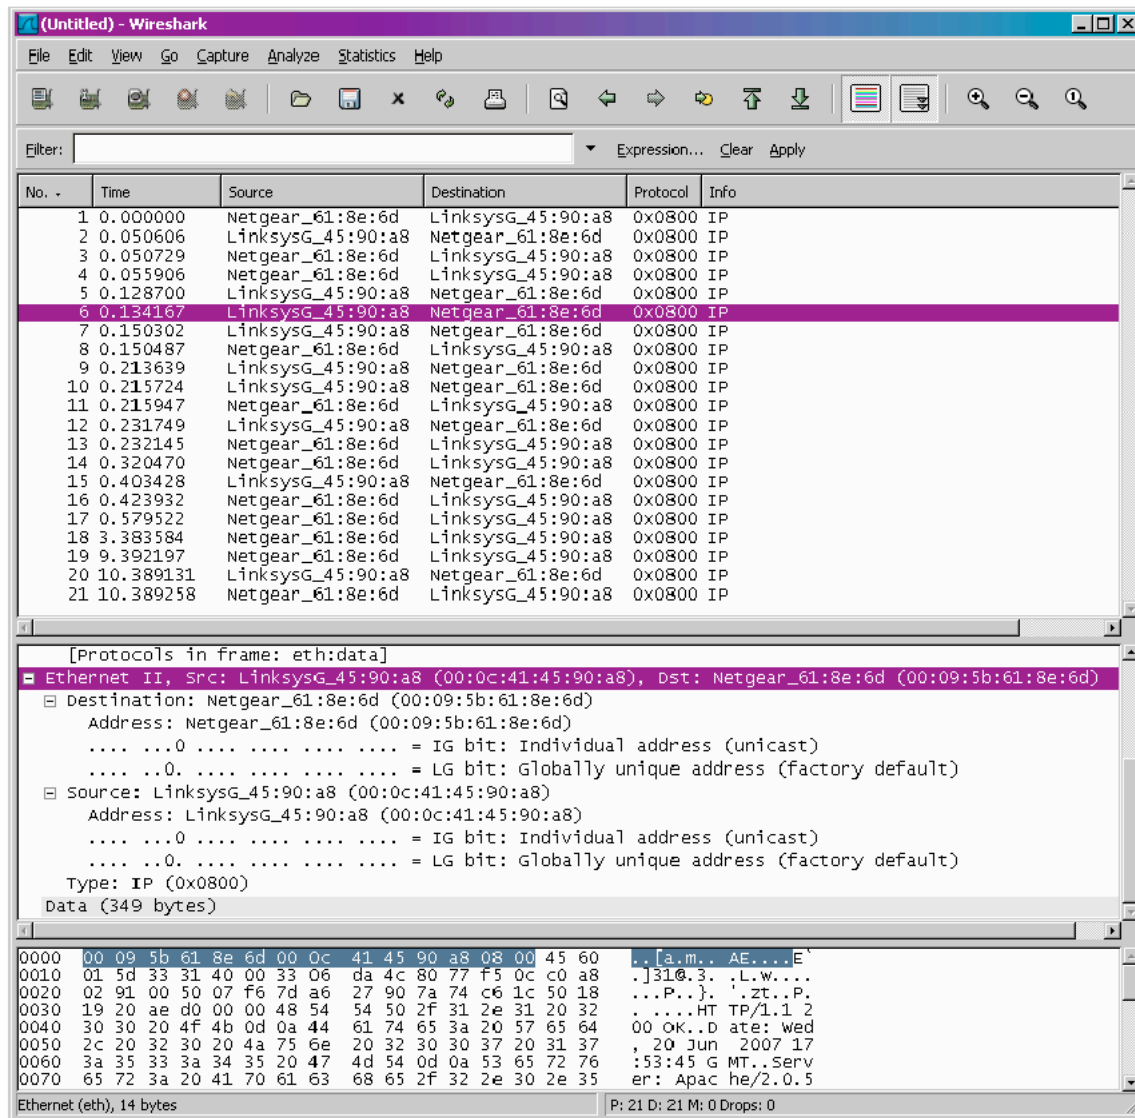 (Untitled) - Wireshark
File Edit View Go Capture Analyze Statistics Help
Filter: Expression... Clear Apply
No. Time Source Destination Protocol Info
1 0.000000 Netgear_61:8e:6d LinksysG_45:90:a8 0x0800 IP
2 0.050606 LinksysG_45:90:a8 Netgear_61:8e:6d 0x0800 IP
3 0.050729 Netgear_61:8e:6d LinksysG_45:90:a8 0x0800 IP
4 0.055906 Netgear_61:8e:6d LinksysG_45:90:a8 0x0800 IP
5 0.128700 LinksysG_45:90:a8 Netgear_61:8e:6d 0x0800 IP
6 0.134167 LinksysG_45:90:a8 Netgear_61:8e:6d 0x0800 IP
7 0.150302 LinksysG_45:90:a8 Netgear_61:8e:6d 0x0800 IP
8 0.150487 Netgear_61:8e:6d LinksysG_45:90:a8 0x0800 IP
9 0.213639 LinksysG_45:90:a8 Netgear_61:8e:6d 0x0800 IP
10 0.215724 LinksysG_45:90:a8 Netgear_61:8e:6d 0x0800 IP
11 0.215947 Netgear_61:8e:6d LinksysG_45:90:a8 0x0800 IP
12 0.231749 LinksysG_45:90:a8 Netgear_61:8e:6d 0x0800 IP
13 0.232145 Netgear_61:8e:6d LinksysG_45:90:a8 0x0800 IP
14 0.320470 Netgear_61:8e:6d LinksysG_45:90:a8 0x0800 IP
15 0.403428 LinksysG_45:90:a8 Netgear_61:8e:6d 0x0800 IP
16 0.423932 Netgear_61:8e:6d LinksysG_45:90:a8 0x0800 IP
17 0.579522 Netgear_61:8e:6d LinksysG_45:90:a8 0x0800 IP
18 3.383584 Netgear_61:8e:6d LinksysG_45:90:a8 0x0800 IP
19 9.392197 Netgear_61:8e:6d LinksysG_45:90:a8 0x0800 IP
20 10.389131 LinksysG_45:90:a8 Netgear_61:8e:6d 0x0800 IP
21 10.389258 Netgear_61:8e:6d LinksysG_45:90:a8 0x0800 IP
[Protocols in frame: eth:data]
Ethernet II, Src: LinksysG_45:90:a8 (00:0c:41:45:90:a8), Dst: Netgear_61:8e:6d (00:09:5b:61:8e:6d)
Destination: Netgear_61:8e:6d (00:09:5b:61:8e:6d)
Address: Netgear_61:8e:6d (00:09:5b:61:8e:6d)
.... ...0 .... .... .... .... = IG bit: Individual address (unicast)
.... ..0. .... .... .... .... = LG bit: Globally unique address (factory default)
Source: LinksysG_45:90:a8 (00:0c:41:45:90:a8)
Address: LinksysG_45:90:a8 (00:0c:41:45:90:a8)
.... ...0 .... .... .... .... = IG bit: Individual address (unicast)
.... ..0. .... .... .... .... = LG bit: Globally unique address (factory default)
Type: IP (0x0800)
Data (349 bytes)
0000 00 09 5b 61 8e 6d 00 0c 41 45 90 a8 08 00 45 60 ..[a.m.. AE....E`
0010 01 5d 33 31 40 00 33 06 da 4c 80 77 f5 0c c0 a8 .]31@.3. .L.w....
0020 02 91 00 50 07 f6 7d a6 27 90 7a 74 c6 1c 50 18 ...P..}. '.zt..P.
0030 19 20 ae d0 00 00 48 54 54 50 2f 31 2e 31 20 32 . ....HT TP/1.1 2
0040 30 30 20 4f 4b 0d 0a 44 61 74 65 3a 20 57 65 64 00 OK..D ate: Wed
0050 2c 20 32 30 20 4a 75 6e 20 32 30 30 37 20 31 37 , 20 Jun 2007 17
0060 3a 35 33 3a 34 35 20 47 4d 54 0d 0a 53 65 72 76 :53:45 G MT..Serv
0070 65 72 3a 20 41 70 61 63 68 65 2f 32 2e 30 2e 35 er: Apac he/2.0.5
Ethernet (eth), 14 bytes P: 21 D: 21 M: 0 Drops: 0